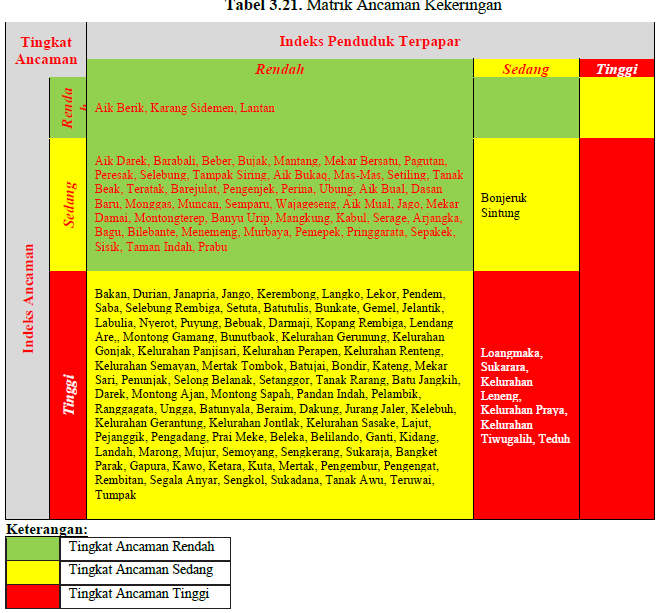 Tabel 3.21. Matrik Ancaman Kekeringan
Tingkat
Ancaman
Indeks Penduduk Terpapar
Rendah
Sedang
Tinggi
Indeks Ancaman
Renda
h
Aik Berik, Karang Sidemen, Lantan
Sedang
Aik Darek, Barabali, Beber, Bujak, Mantang, Mekar Bersatu, Pagutan,
Peresak, Selebung, Tampak Siring, Aik Bukaq, Mas-Mas, Setiling, Tanak
Beak, Teratak, Barejulat, Pengenjek, Perina, Ubung, Aik Bual, Dasan
Baru, Monggas, Muncan, Semparu, Wajageseng, Aik Mual, Jago, Mekar
Damai, Montongterep, Banyu Urip, Mangkung, Kabul, Serage, Arjangka,
Bagu, Bilebante, Menemeng, Murbaya, Pemepek, Pringgarata, Sepakek,
Sisik, Taman Indah, Prabu
Bonjeruk
Sintung
Tinggi
Bakan, Durian, Janapria, Jango, Kerembong, Langko, Lekor, Pendem,
Saba, Selebung Rembiga, Setuta, Batutulis, Bunkate, Gemel, Jelantik,
Labulia, Nyerot, Puyung, Bebuak, Darmaji, Kopang Rembiga, Lendang
Are,, Montong Gamang, Bunutbaok, Kelurahan Gerunung, Kelurahan
Gonjak, Kelurahan Panjisari, Kelurahan Perapen, Kelurahan Renteng,
Kelurahan Semayan, Mertak Tombok, Batujai, Bondir, Kateng, Mekar
Sari, Penunjak, Selong Belanak, Setanggor, Tanak Rarang, Batu Jangkih,
Darek, Montong Ajan, Montong Sapah, Pandan Indah, Pelambik,
Ranggagata, Ungga, Batunyala, Beraim, Dakung, Jurang Jaler, Kelebuh,
Kelurahan Gerantung, Kelurahan Jontlak, Kelurahan Sasake, Lajut,
Pejanggik, Pengadang, Prai Meke, Beleka, Belilando, Ganti, Kidang,
Landah, Marong, Mujur, Semoyang, Sengkerang, Sukaraja, Bangket
Parak, Gapura, Kawo, Ketara, Kuta, Mertak, Pengembur, Pengengat,
Rembitan, Segala Anyar, Sengkol, Sukadana, Tanak Awu, Teruwai,
Tumpak
Loangmaka,
Sukarara,
Kelurahan
Leneng,
Kelurahan Praya,
Kelurahan
Tiwugalih, Teduh
Keterangan:
Tingkat Ancaman Rendah
Tingkat Ancaman Sedang
Tingkat Ancaman Tinggi